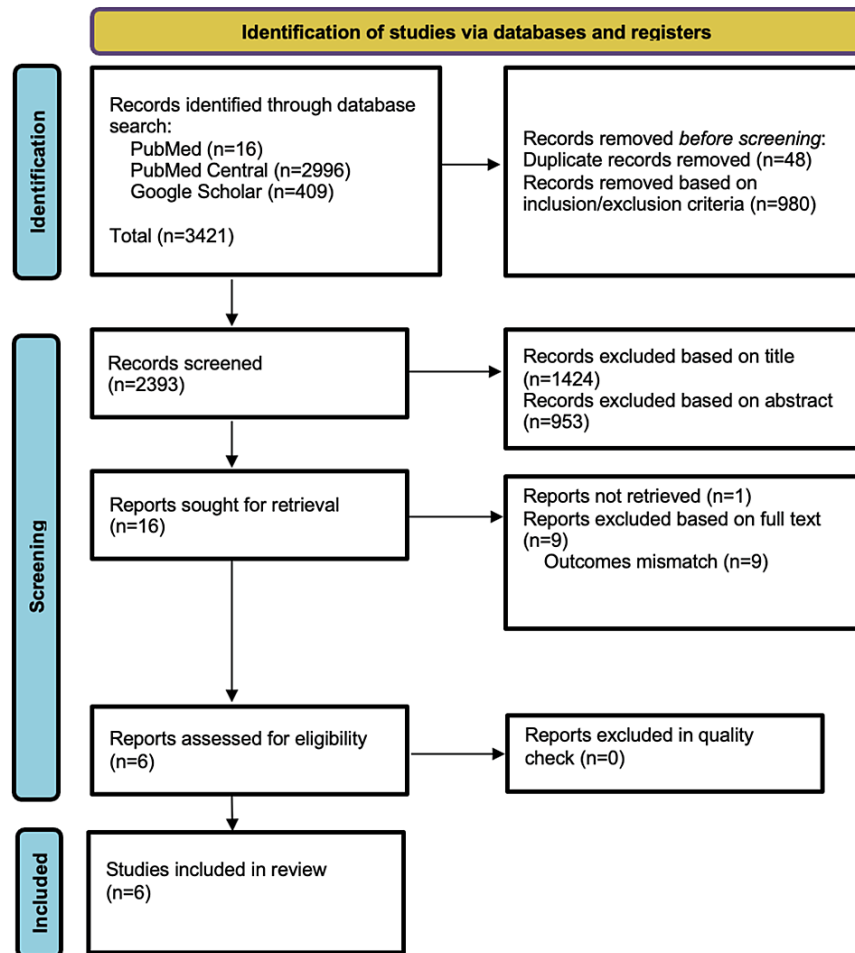 Identification of studies via databases and registers
Identification
Records identified through database
search:
PubMed (n=16)
PubMed Central (n=2996)
Google Scholar (n=409)
Total (n=3421)
Records removed before screening:
Duplicate records removed (n=48)
Records removed based on
inclusion/exclusion criteria (n=980)
Screening
Records screened
(n=2393)
Records excluded based on title
(n=1424)
Records excluded based on abstract
(n=953)
Reports sought for retrieval
(n=16)
Reports not retrieved (n=1)
Reports excluded based on full text
(n=9)
Outcomes mismatch (n=9)
Reports assessed for eligibility
(n=6)
Reports excluded in quality
check (n=0)
Included
Studies included in review
(n=6)